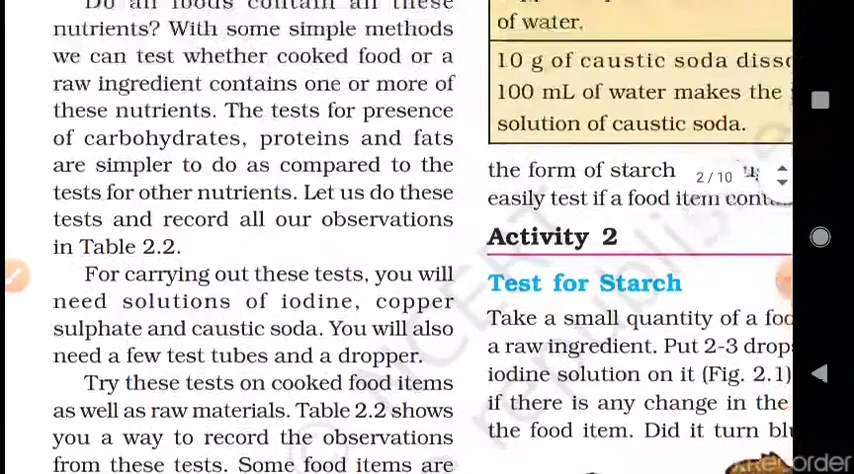 Do all foods contain all these
nutrients? With some simple methods
we can test whether cooked food or a
raw ingredient contains one or more of
these nutrients. The tests for presence
of carbohydrates, proteins and fats
are simpler to do as compared to the
tests for other nutrients. Let us do these
tests and record all our observations
in Table 2.2.
For carrying out these tests, you will
need solutions of iodine, copper
sulphate and caustic soda. You will also
need a few test tubes and a dropper.
Try these tests on cooked food items
as well as raw materials. Table 2.2 shows
you a way to record the observations
from these tests. Some food items are
of water.
10 g of caustic soda
100 mL of water makes the
solution of caustic soda.
the form of starch
2/10
easily test if a food item
Activity 2
Test for Starch
Take a small quantity of a
a raw ingredient. Put 2-3
iodine solution on it (Fig. 2.1)
if there is any change in the
the food item. Did it turn
© NCERT